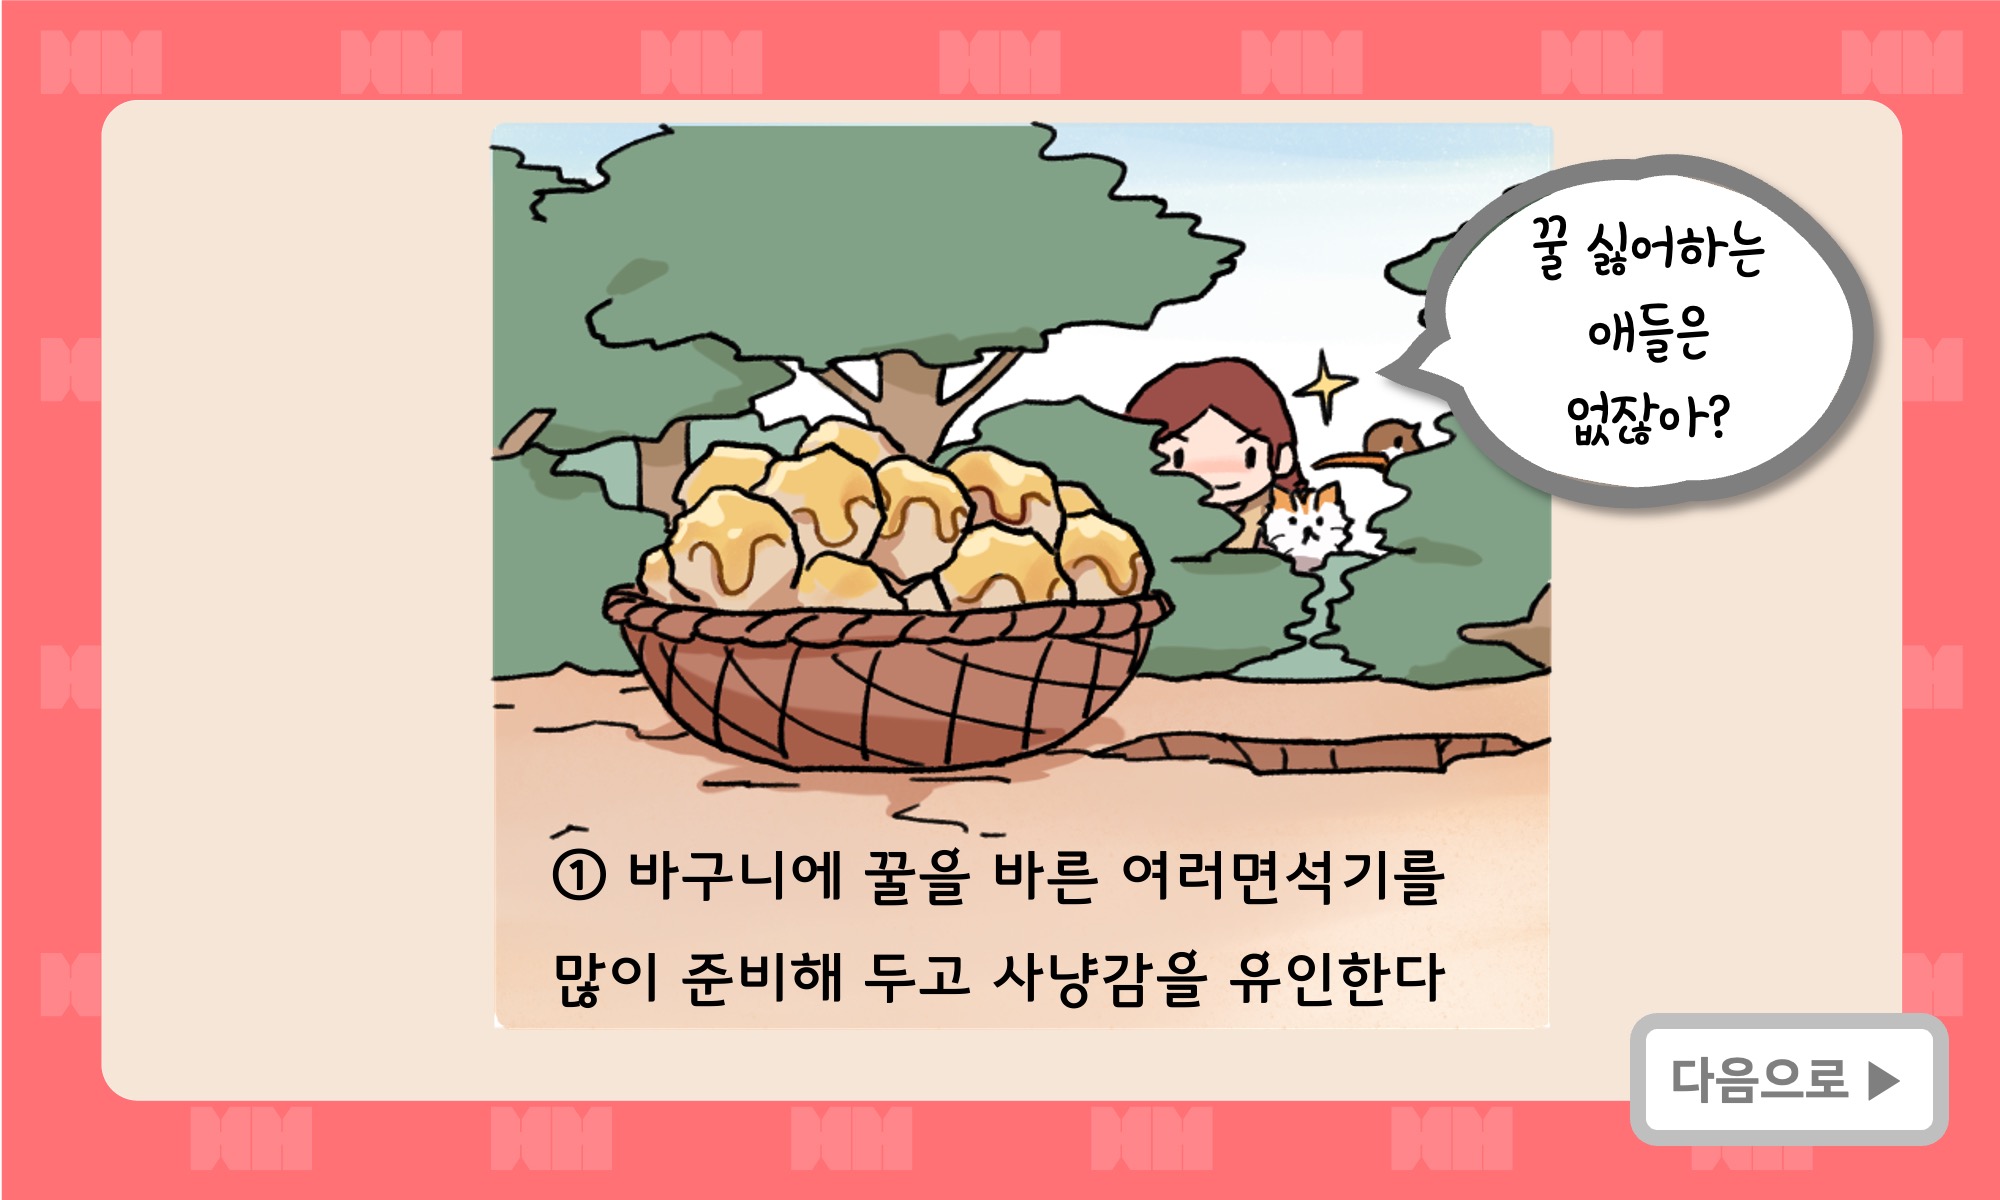 꿀 싫어하는
애들은
없잖아?
① 바구니에 꿀을 바른 여러면석기를
많이 준비해 두고 사냥감을 유인한다
다음으로 ▶